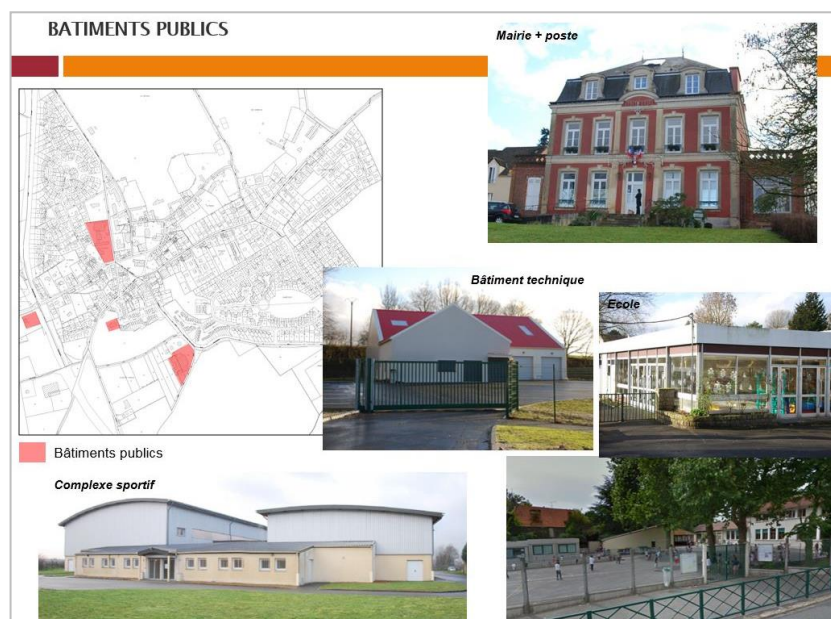 BATIMENTS PUBLICS
Mairie + poste
Bâtiment technique
Ecole
Bâtiments publics
Complexe sportif